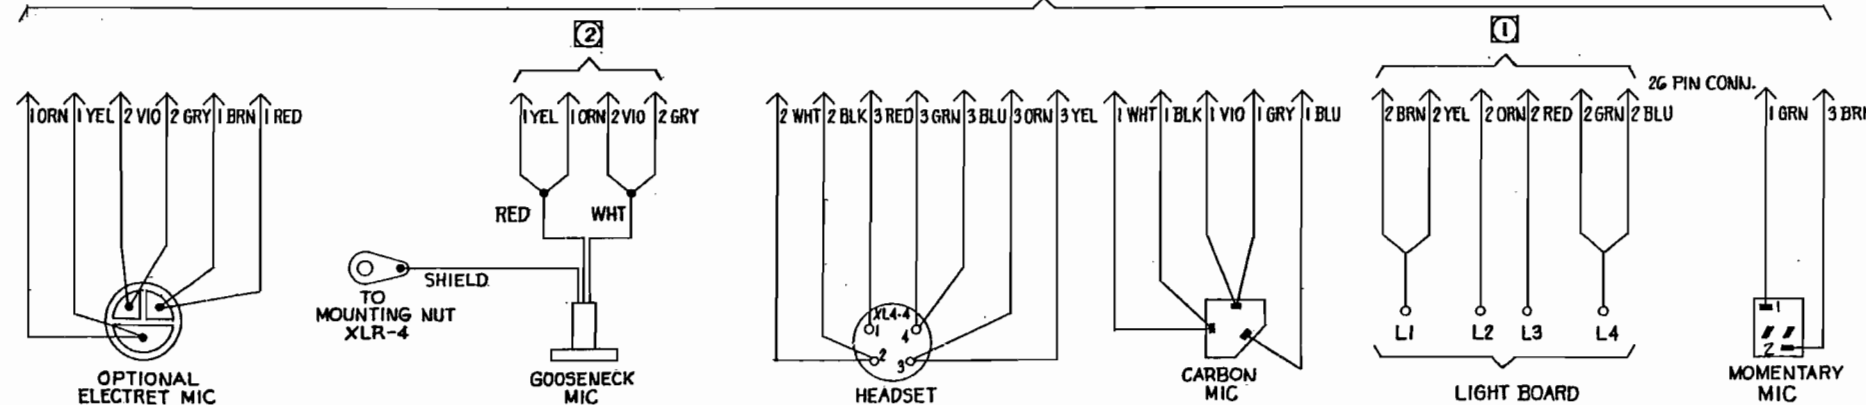 2
1
26 PIN CONN.
1 ORN 1 YEL 2 VIO 2 GRY 1 BRN 1 RED
1 YEL 1 ORN 2 VIO 2 GRY
2 WHT 2 BLK 3 RED 3 GRN 3 BLU 3 ORN 3 YEL
1 WHT 1 BLK 1 VIO 1 GRY 1 BLU
2 BRN 2 YEL 2 ORN 2 RED 2 GRN 2 BLU
1 GRN 3 BRN
RED WHT
SHIELD
TO
MOUNTING NUT
XLR-4
XL4-4
1 4
2 3
L1 L2 L3 L4
1
2
OPTIONAL
ELECTRET MIC
GOOSENECK
MIC
HEADSET
CARBON
MIC
LIGHT BOARD
MOMENTARY
MIC